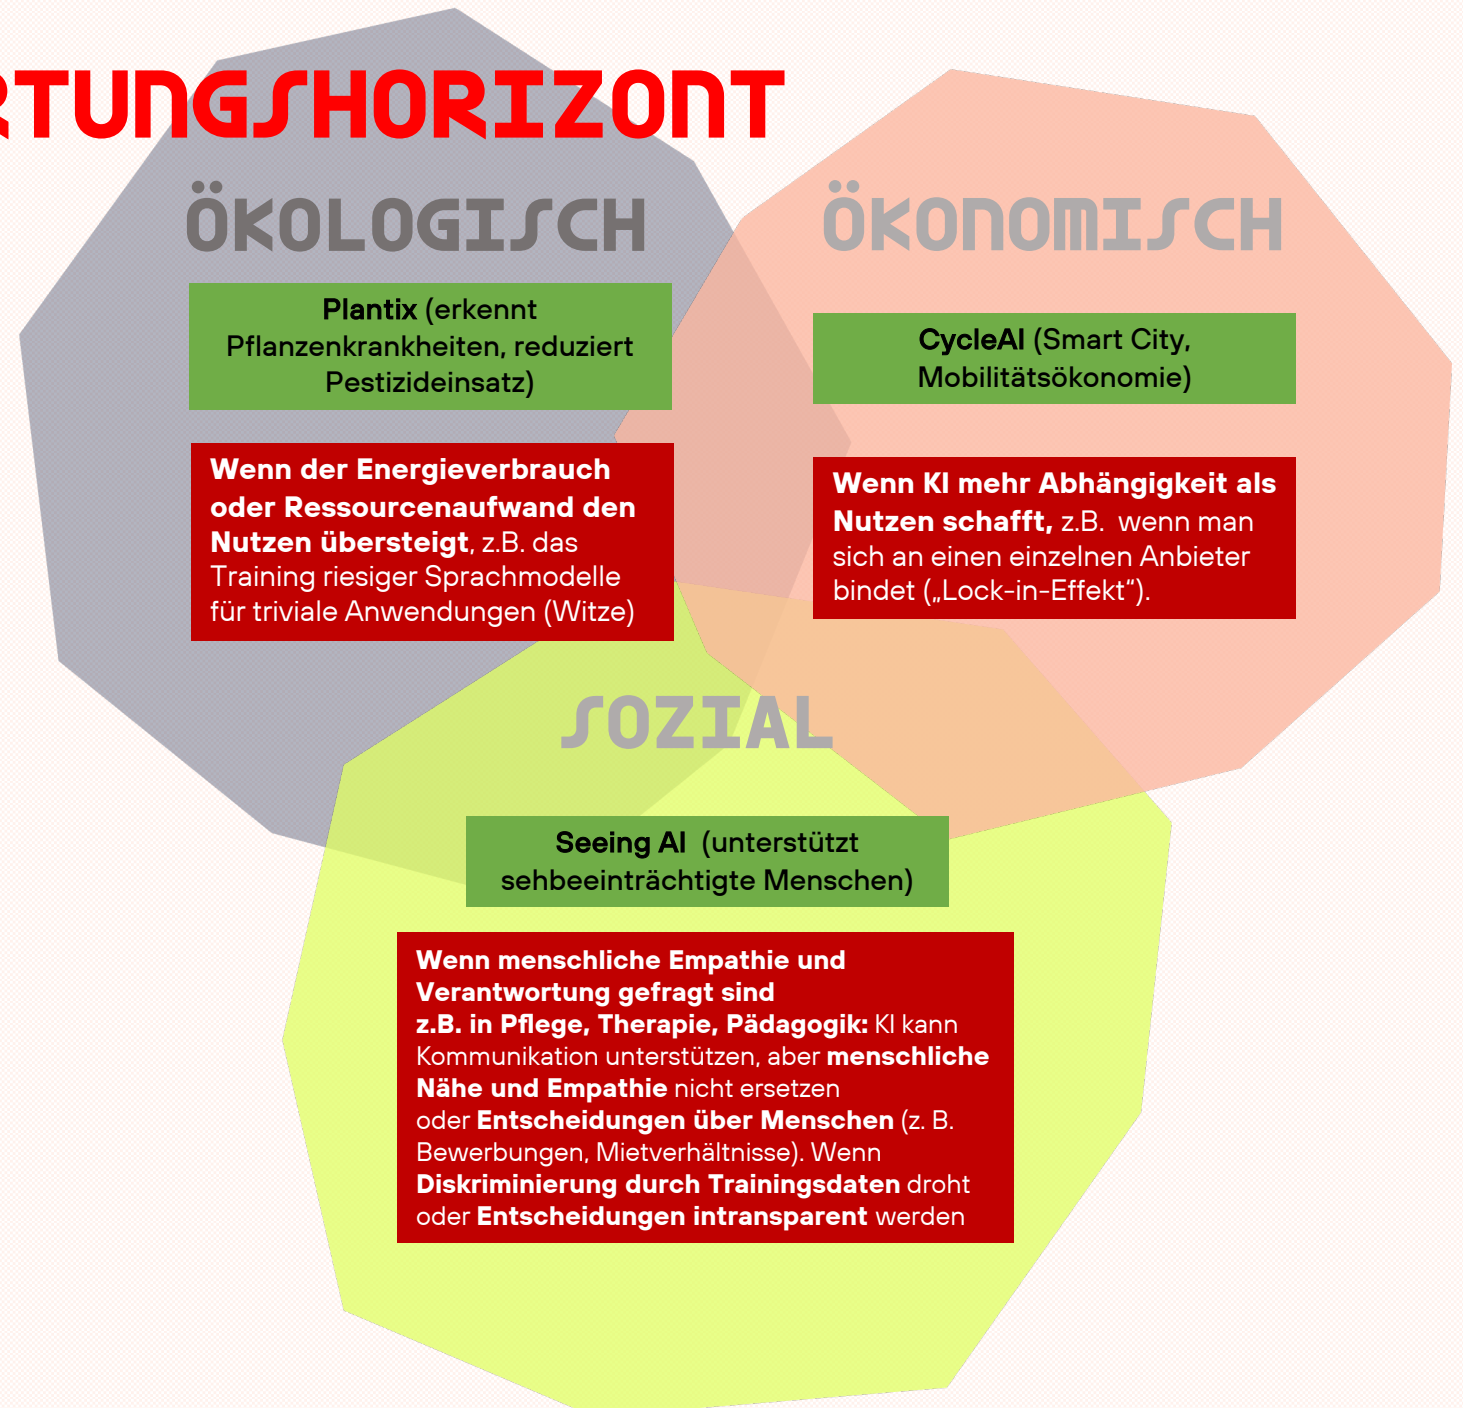 RTUNGSHORIZONT
ÖKOLOGISCH
Plantix (erkennt
Pflanzenkrankheiten, reduziert
Pestizideinsatz)
Wenn der Energieverbrauch
oder Ressourcenaufwand den
Nutzen übersteigt, z.B. das
Training riesiger Sprachmodelle
für triviale Anwendungen (Witze)
ÖKONOMISCH
CycleAI (Smart City,
Mobilitätsökonomie)
Wenn KI mehr Abhängigkeit als
Nutzen schafft, z.B.  wenn man
sich an einen einzelnen Anbieter
bindet („Lock-in-Effekt“).
SOZIAL
Seeing AI  (unterstützt
sehbeeinträchtigte Menschen)
Wenn menschliche Empathie und
Verantwortung gefragt sind
z.B. in Pflege, Therapie, Pädagogik: KI kann
Kommunikation unterstützen, aber menschliche
Nähe und Empathie nicht ersetzen
oder Entscheidungen über Menschen (z. B.
Bewerbungen, Mietverhältnisse). Wenn
Diskriminierung durch Trainingsdaten droht
oder Entscheidungen intransparent werden